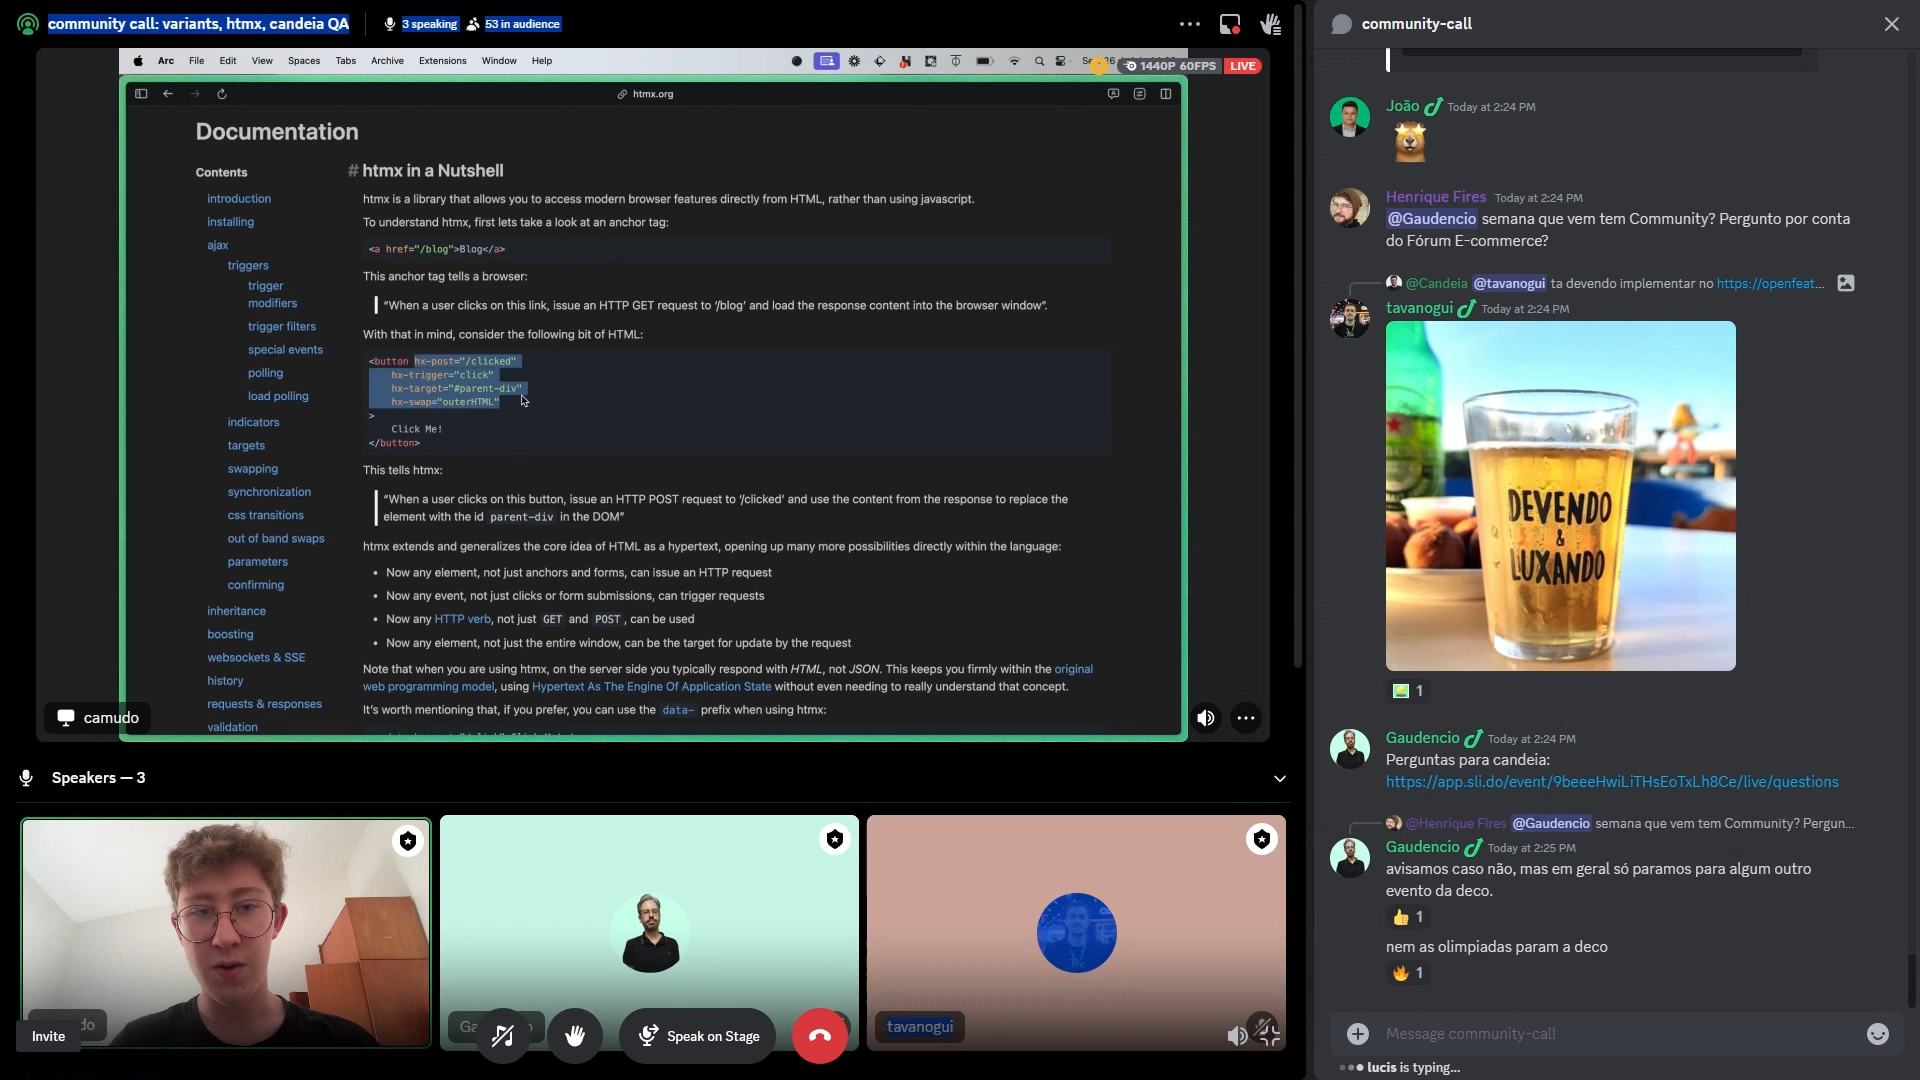 community call: variants, htmx, candeia QA
3 speaking
53 in audience
Arc File Edit View Spaces Tabs Archive Extensions Window Help
1440P 60FPS
LIVE
htmx.org
Documentation
Contents
introduction
installing
ajax
triggers
trigger
modifiers
trigger filters
special events
polling
load polling
indicators
targets
swapping
synchronization
css transitions
out of band swaps
parameters
confirming
inheritance
boosting
websockets & SSE
history
requests & responses
validation
# htmx in a Nutshell
htmx is a library that allows you to access modern browser features directly from HTML, rather than using javascript.
To understand htmx, first lets take a look at an anchor tag:
<a href="/blog">Blog</a>
This anchor tag tells a browser:
“When a user clicks on this link, issue an HTTP GET request to ‘/blog’ and load the response content into the browser window”.
With that in mind, consider the following bit of HTML:
<button hx-post="/clicked"
hx-trigger="click"
hx-target="#parent-div"
hx-swap="outerHTML"
>
Click Me!
</button>
This tells htmx:
“When a user clicks on this button, issue an HTTP POST request to ‘/clicked’ and use the content from the response to replace the
element with the id parent-div in the DOM”
htmx extends and generalizes the core idea of HTML as a hypertext, opening up many more possibilities directly within the language:
• Now any element, not just anchors and forms, can issue an HTTP request
• Now any event, not just clicks or form submissions, can trigger requests
• Now any HTTP verb, not just GET and POST, can be used
• Now any element, not just the entire window, can be the target for update by the request
Note that when you are using htmx, on the server side you typically respond with HTML, not JSON. This keeps you firmly within the original
web programming model, using Hypertext As The Engine Of Application State without even needing to really understand that concept.
It’s worth mentioning that, if you prefer, you can use the data- prefix when using htmx:
camudo
Speakers — 3
do
Invite
Ga
tavanogui
Speak on Stage
community-call
João Today at 2:24 PM
Henrique Fires Today at 2:24 PM
@Gaudencio semana que vem tem Community? Pergunto por conta
do Fórum E-commerce?
@Candeia @tavanogui ta devendo implementar no https://openfeat...
tavanogui Today at 2:24 PM
DEVENDO
&
LUXANDO
1
Gaudencio Today at 2:24 PM
Perguntas para candeia:
https://app.sli.do/event/9beeeHwiLiTHsEoTxLh8Ce/live/questions
@Henrique Fires @Gaudencio semana que vem tem Community? Pergun...
Gaudencio Today at 2:25 PM
avisamos caso não, mas em geral só paramos para algum outro
evento da deco.
1
nem as olimpiadas param a deco
1
Message community-call
lucis is typing...